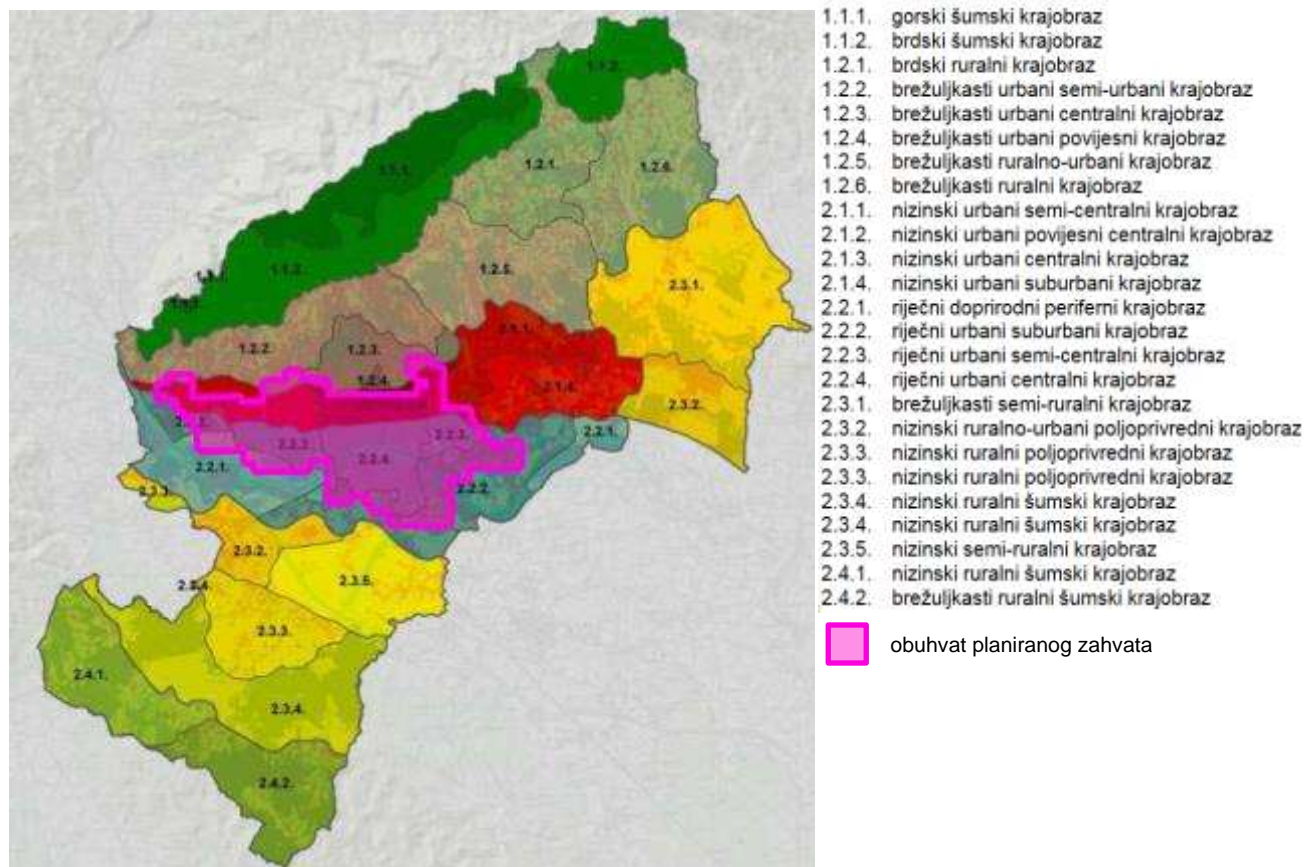 1.1.1. gorski šumski krajobraz
1.1.2. brdski šumski krajobraz
1.2.1. brdski ruralni krajobraz
1.2.2. brežuljkasti urbani semi-urbani krajobraz
1.2.3. brežuljkasti urbani centralni krajobraz
1.2.4. brežuljkasti urbani povijesni krajobraz
1.2.5. brežuljkasti ruralno-urbani krajobraz
1.2.6. brežuljkasti ruralni krajobraz
2.1.1. nizinski urbani semi-centralni krajobraz
2.1.2. nizinski urbani povijesni centralni krajobraz
2.1.3. nizinski urbani centralni krajobraz
2.1.4. nizinski urbani suburbani krajobraz
2.2.1. riječni doprirodni periferni krajobraz
2.2.2. riječni urbani suburbani krajobraz
2.2.3. riječni urbani semi-centralni krajobraz
2.2.4. riječni urbani centralni krajobraz
2.3.1. brežuljkasti semi-ruralni krajobraz
2.3.2. nizinski ruralno-urbani poljoprivredni krajobraz
2.3.3. nizinski ruralni poljoprivredni krajobraz
2.3.3. nizinski ruralni poljoprivredni krajobraz
2.3.4. nizinski ruralni šumski krajobraz
2.3.4. nizinski ruralni šumski krajobraz
2.3.5. nizinski semi-ruralni krajobraz
2.4.1. nizinski ruralni šumski krajobraz
2.4.2. brežuljkasti ruralni šumski krajobraz
obuhvat planiranog zahvata
1.1.2.
1.2.1.
1.2.6.
1.1.1.
1.1.2.
1.2.5.
2.3.1.
1.2.2.
1.2.3.
1.2.4.
2.1.4.
2.3.2.
2.2.3.
2.2.3.
2.2.1.
2.2.1.
2.2.4.
2.2.2.
2.3.3.
2.3.2.
2.3.5.
2.3.4.
2.3.3.
2.4.1.
2.3.4.
2.4.2.